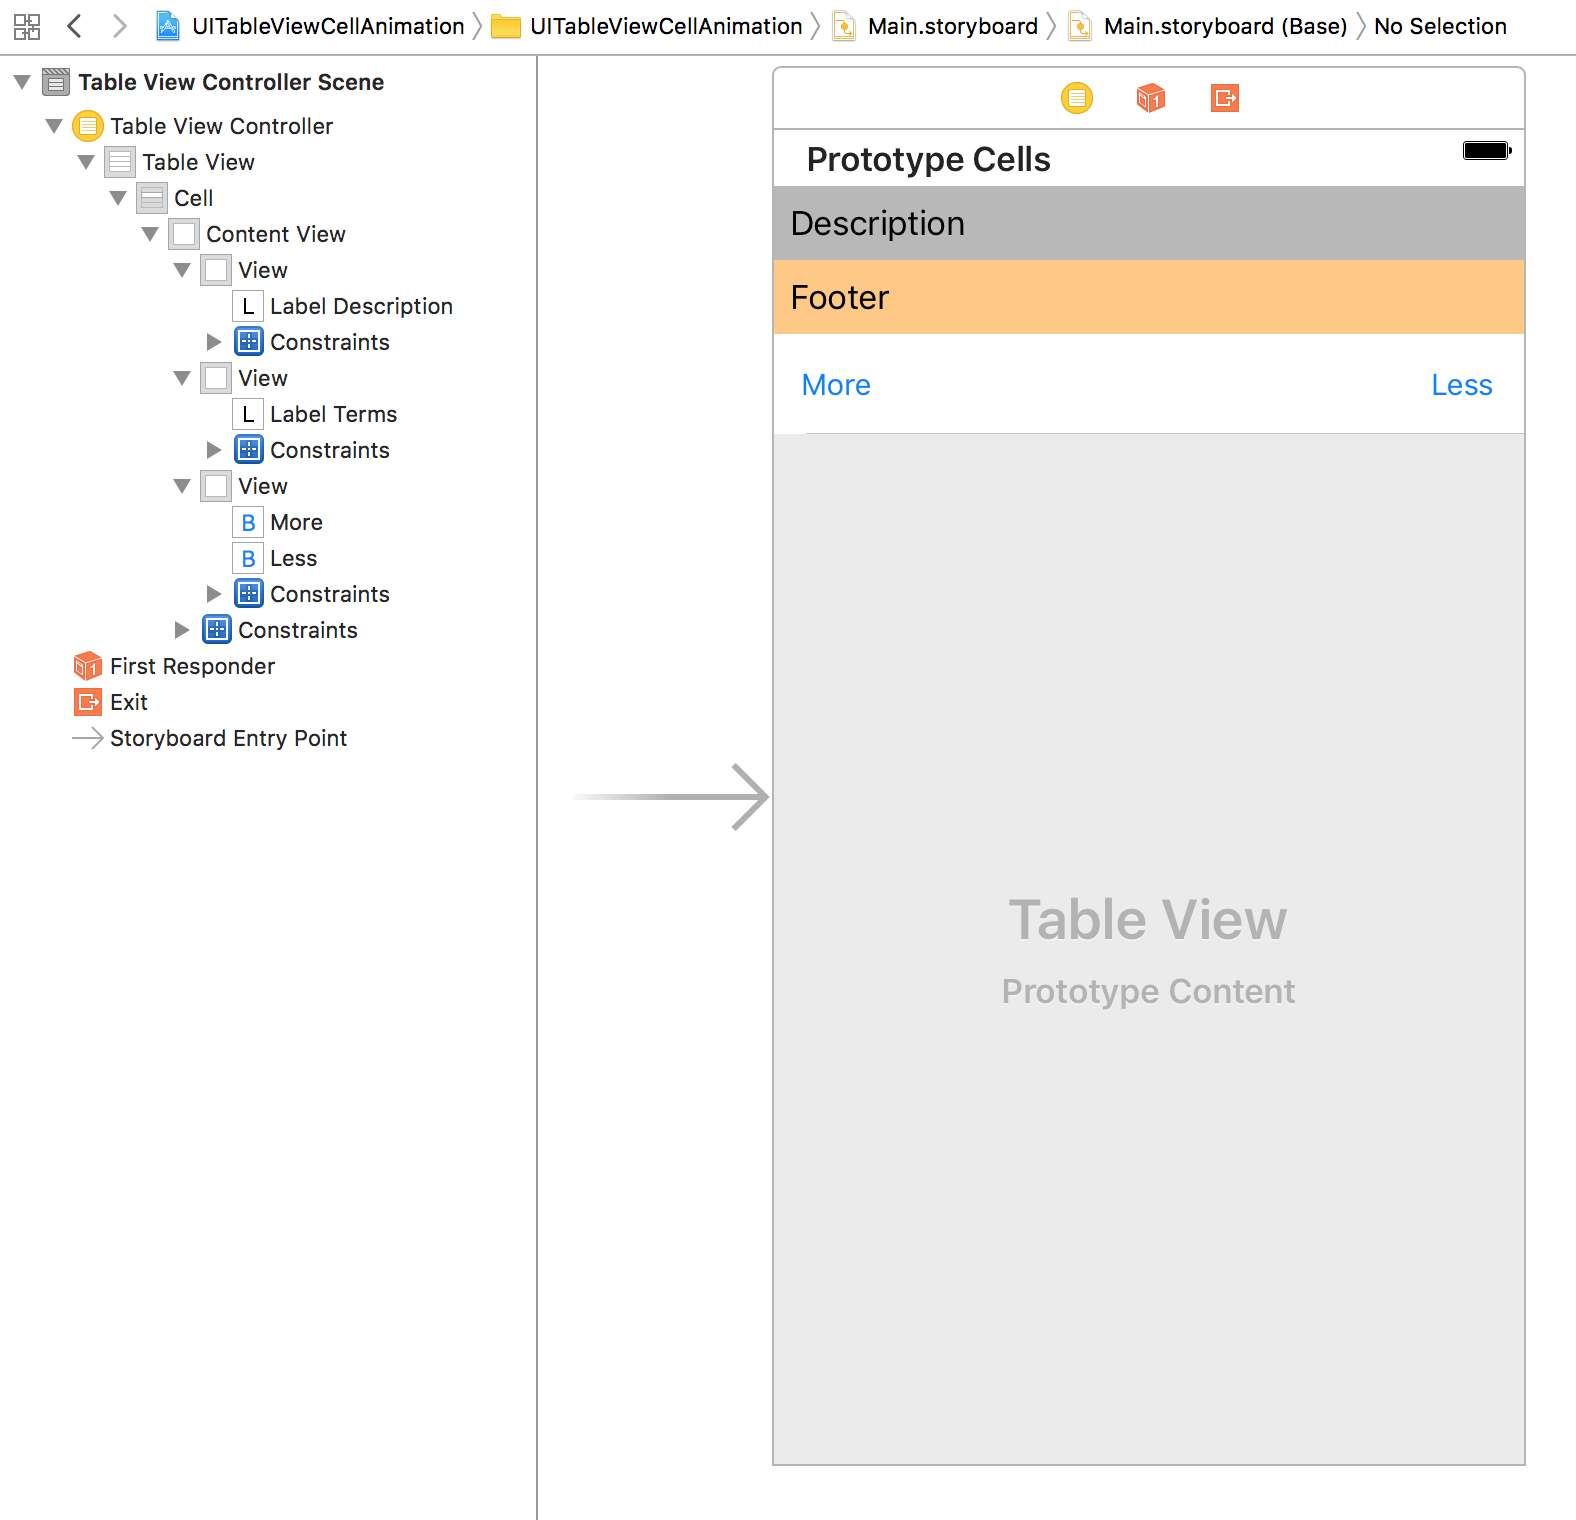 UITableViewCellAnimation UITableViewCellAnimation Main.storyboard Main.storyboard (Base) No Selection
Table View Controller Scene
Table View Controller
Table View
Cell
Content View
View
L Label Description
Constraints
View
L Label Terms
Constraints
View
B More
B Less
Constraints
Constraints
1 First Responder
Exit
Storyboard Entry Point
1
Prototype Cells
Description
Footer
More Less
Table View
Prototype Content